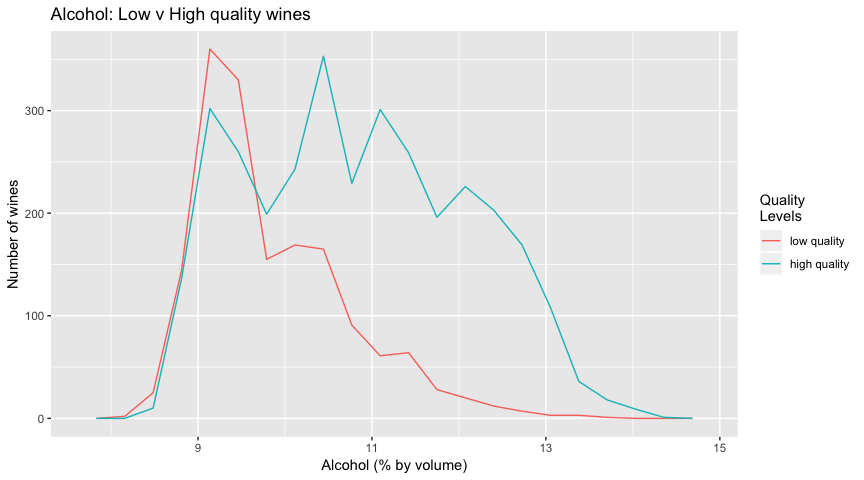 Alcohol: Low v High quality wines
Number of wines
300
200
100
0
9 11 13 15
Alcohol (% by volume)
Quality
Levels
low quality
high quality